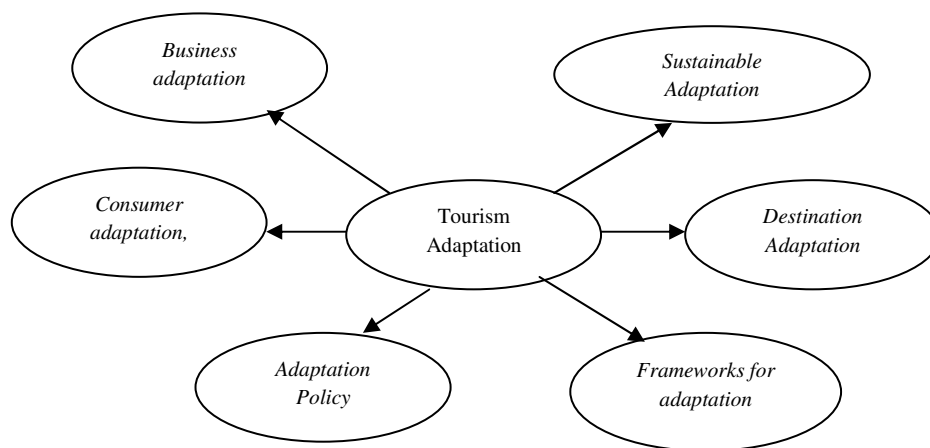 Business
adaptation
Sustainable
Adaptation
Consumer
adaptation,
Tourism
Adaptation
Destination
Adaptation
Adaptation
Policy
Frameworks for
adaptation